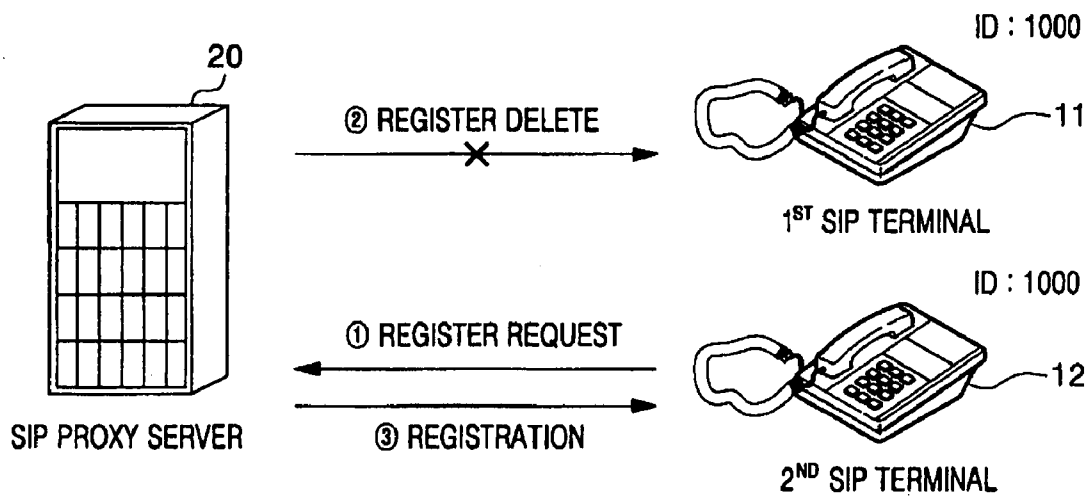 ID : 1000
20
② REGISTER DELETE
11
1ST SIP TERMINAL
ID : 1000
① REGISTER REQUEST
12
③ REGISTRATION
SIP PROXY SERVER
2ND SIP TERMINAL